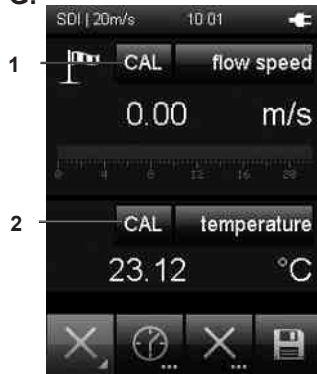 SDI | 20m/s 10:01
1 CAL flow speed
0.00 m/s
0 4 8 12 16 20
2 CAL temperature
23.12 °C